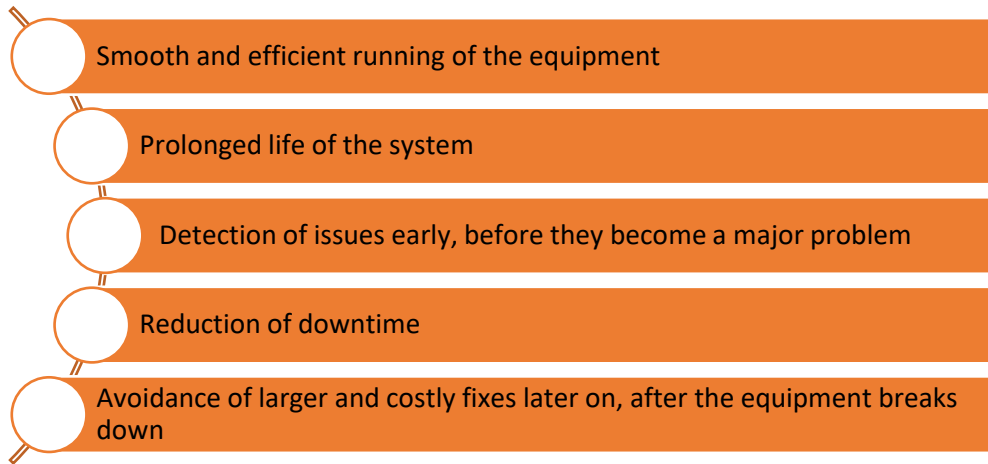 Smooth and efficient running of the equipment
Prolonged life of the system
Detection of issues early, before they become a major problem
Reduction of downtime
Avoidance of larger and costly fixes later on, after the equipment breaks
down